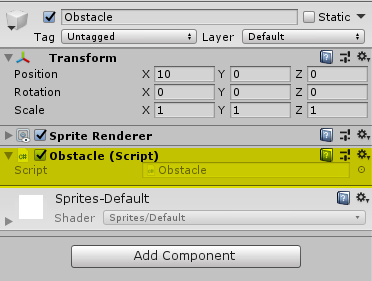 Obstacle Static
Tag Untagged Layer Default
Transform
Position X 10 Y 0 Z 0
Rotation X 0 Y 0 Z 0
Scale X 1 Y 1 Z 1
Sprite Renderer
Obstacle (Script)
Script Obstacle
Sprites-Default
Shader Sprites/Default
Add Component